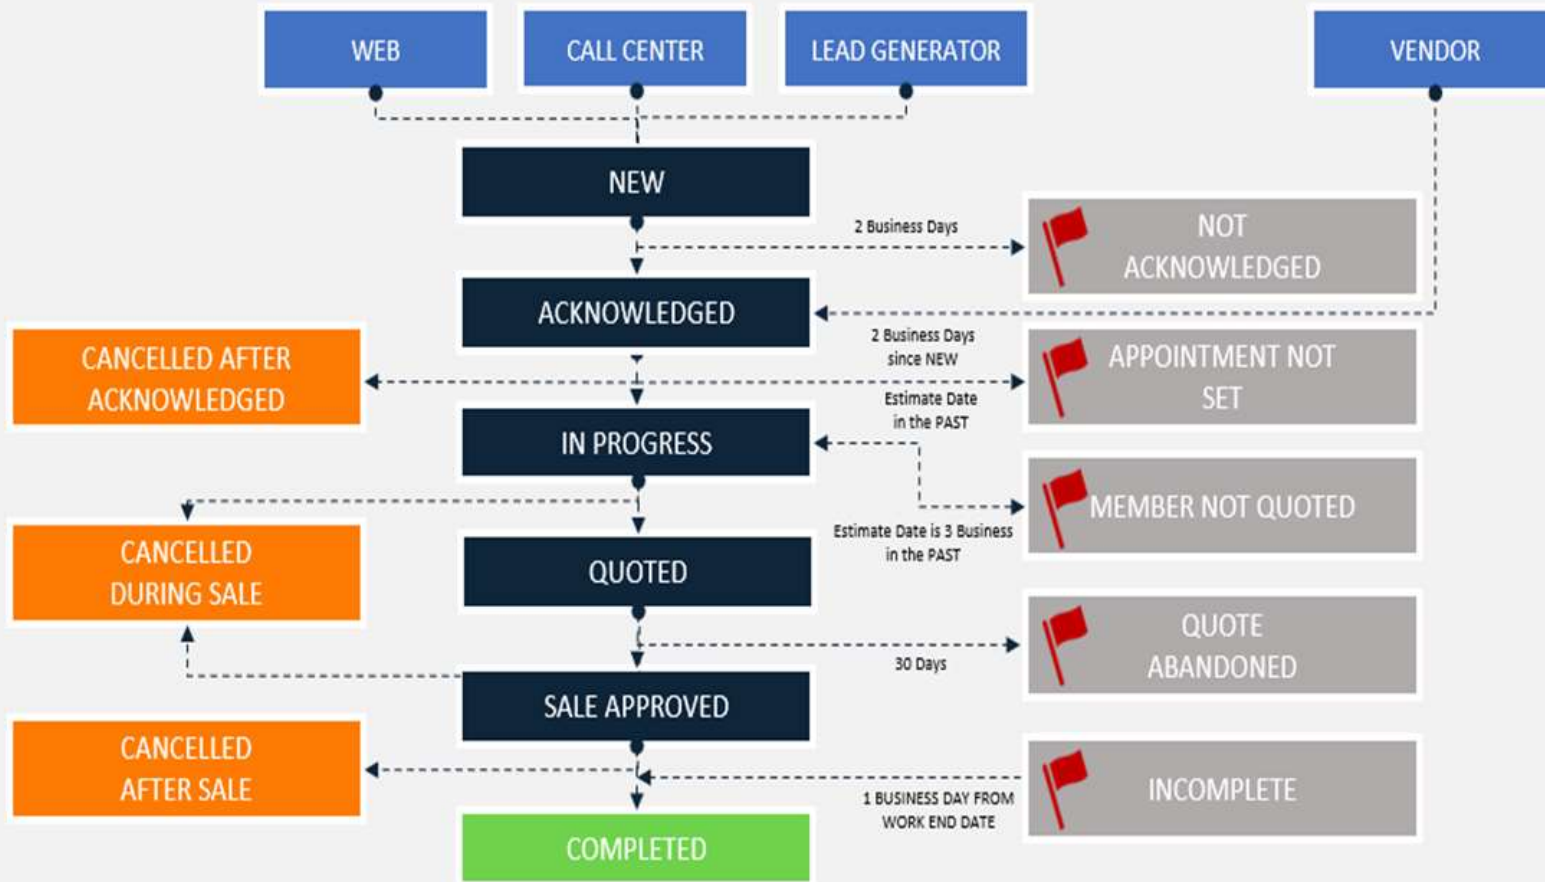 WEB
CALL CENTER
LEAD GENERATOR
VENDOR
NEW
2 Business Days
NOT
ACKNOWLEDGED
ACKNOWLEDGED
2 Business Days
since NEW
CANCELLED AFTER
ACKNOWLEDGED
APPOINTMENT NOT
SET
Estimate Date
in the PAST
IN PROGRESS
MEMBER NOT QUOTED
Estimate Date is 3 Business
in the PAST
CANCELLED
DURING SALE
QUOTED
QUOTE
ABANDONED
30 Days
SALE APPROVED
CANCELLED
AFTER SALE
INCOMPLETE
1 BUSINESS DAY FROM
WORK END DATE
COMPLETED